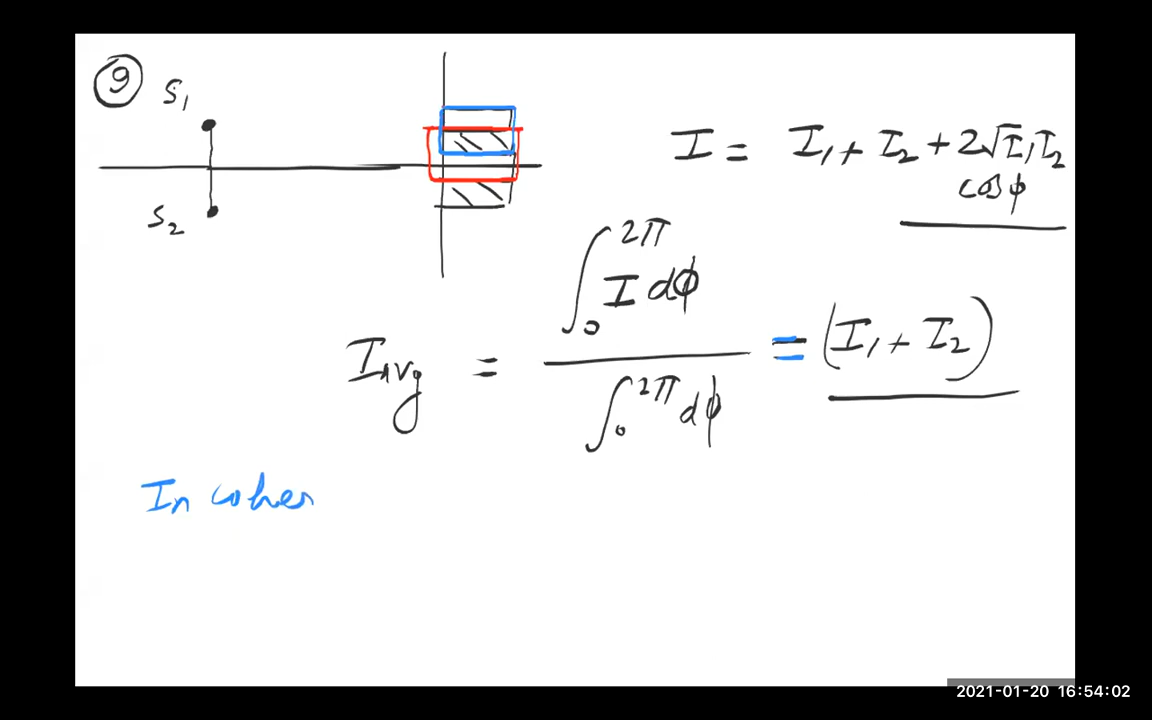 9
S₁
S₂
I = I₁ + I₂ + 2√I₁I₂
cos φ
I Avg = ∫₀^2π I dφ / ∫₀^2π dφ = (I₁ + I₂)
In coher
2021-01-20 16:54:02